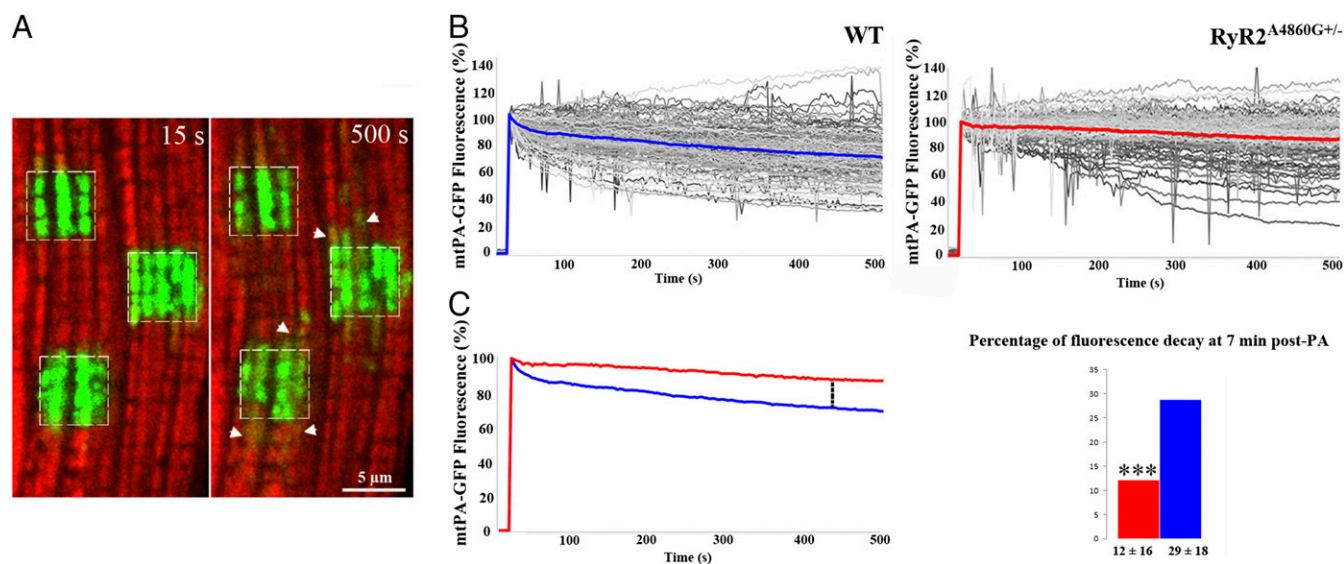 A
15 s
500 s
5 µm
B
WT
mtPA-GFP Fluorescence (%)
140
120
100
80
60
40
20
0
100
200
300
400
500
Time (s)
RyR2A4860G+/-
mtPA-GFP Fluorescence (%)
140
120
100
80
60
40
20
0
100
200
300
400
500
Time (s)
C
mtPA-GFP Fluorescence (%)
100
80
60
40
20
0
100
200
300
400
500
Time (s)
Percentage of fluorescence decay at 7 min post-PA
35
30
25
20
15
10
5
0
***
12 ± 16
29 ± 18